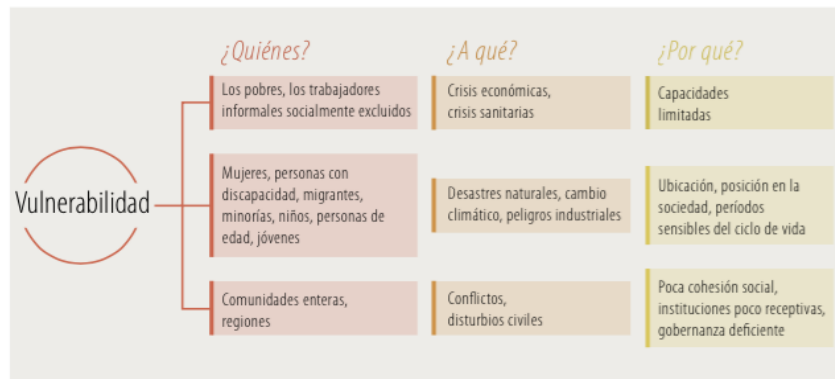 ¿Quiénes?
¿A qué?
¿Por qué?
Vulnerabilidad
Los pobres, los trabajadores
informales socialmente excluidos
Crisis económicas,
crisis sanitarias
Capacidades
limitadas
Mujeres, personas con
discapacidad, migrantes,
minorías, niños, personas de
edad, jóvenes
Desastres naturales, cambio
climático, peligros industriales
Ubicación, posición en la
sociedad, períodos
sensibles del ciclo de vida
Comunidades enteras,
regiones
Conflictos,
disturbios civiles
Poca cohesión social,
instituciones poco receptivas,
gobernanza deficiente